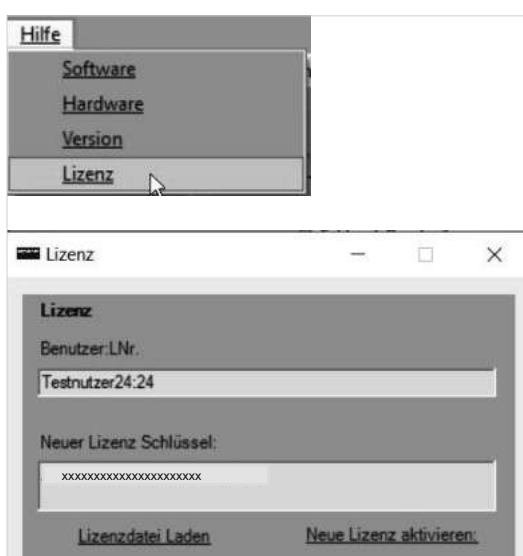 Hilfe
Software
Hardware
Version
Lizenz
Lizenz
Lizenz
Benutzer:LNr.
Testnutzer24:24
Neuer Lizenz Schlüssel:
xxxxxxxxxxxxxxxxxxxxxx
Lizenzdatei Laden Neue Lizenz aktivieren: